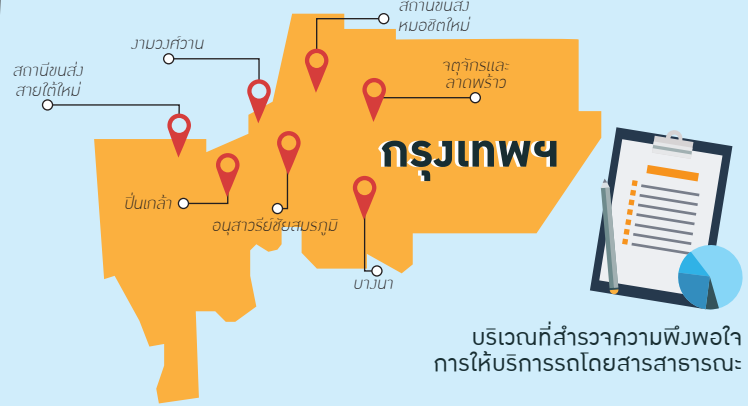 สถานีขนส่ง
หมอชิตใหม่
งามวงศ์วาน
สถานีขนส่ง
สายใต้ใหม่
จตุจักรและ
ลาดพร้าว
กรุงเทพฯ
ปิ่นเกล้า
อนุสาวรีย์ชัยสมรภูมิ
บางนา
บริเวณที่สำรวจความพึงพอใจ
การให้บริการรถโดยสารสาธารณะ